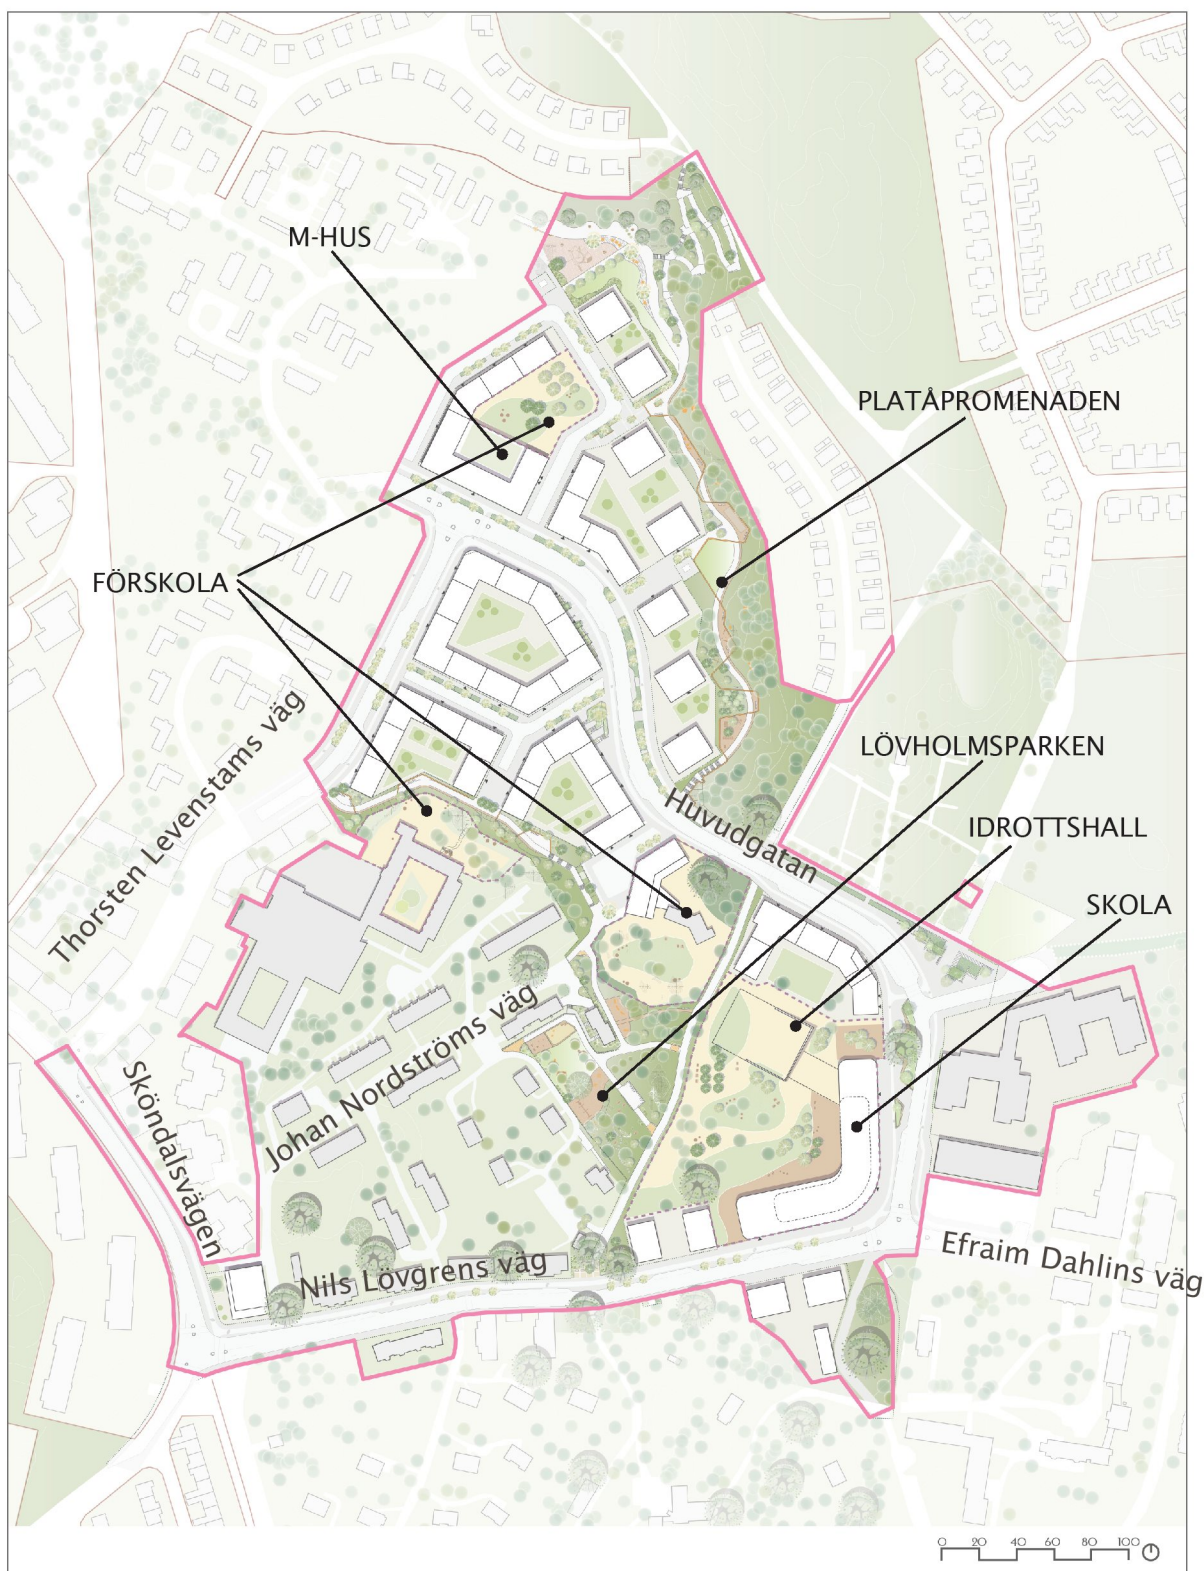 M-HUS
PLATÅPROMENADEN
FÖRSKOLA
Thorsten Levenstams väg
LÖVHOLMSPARKEN
Huvudgatan
IDROTTSHALL
SKOLA
Johan Nordströms väg
Sköndalsvägen
Nils Lövgrens väg
Efraim Dahlins väg
0 20 40 60 80 100